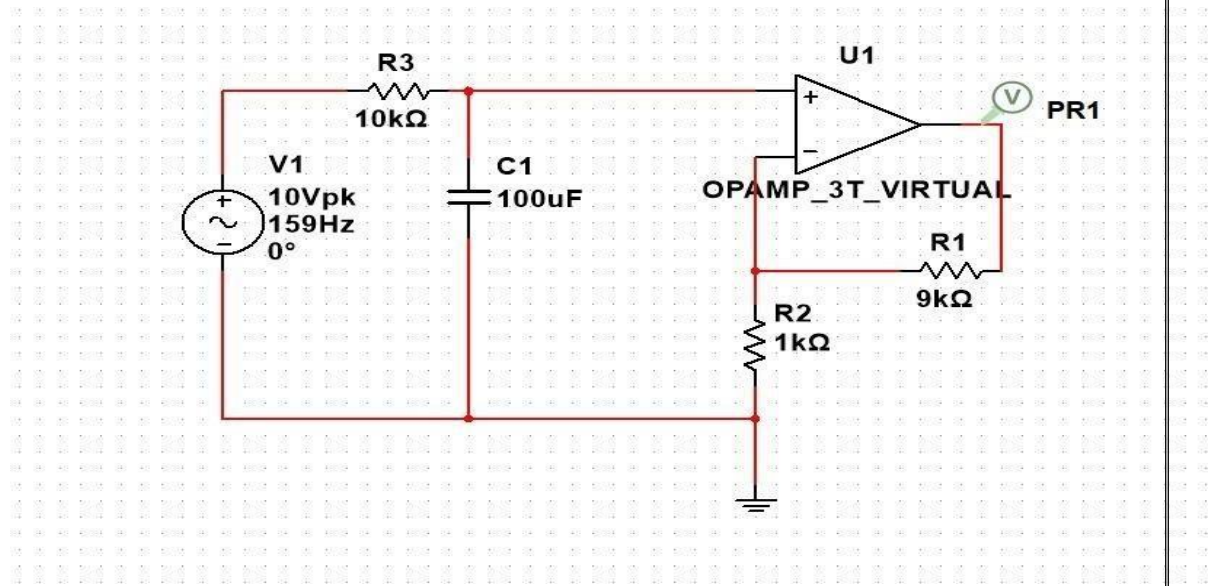 U1
R3
+
V
PR1
10kΩ
−
V1
C1
10Vpk
100uF
OPAMP_3T_VIRTUAL
+
159Hz
~
−
0°
R1
9kΩ
R2
1kΩ